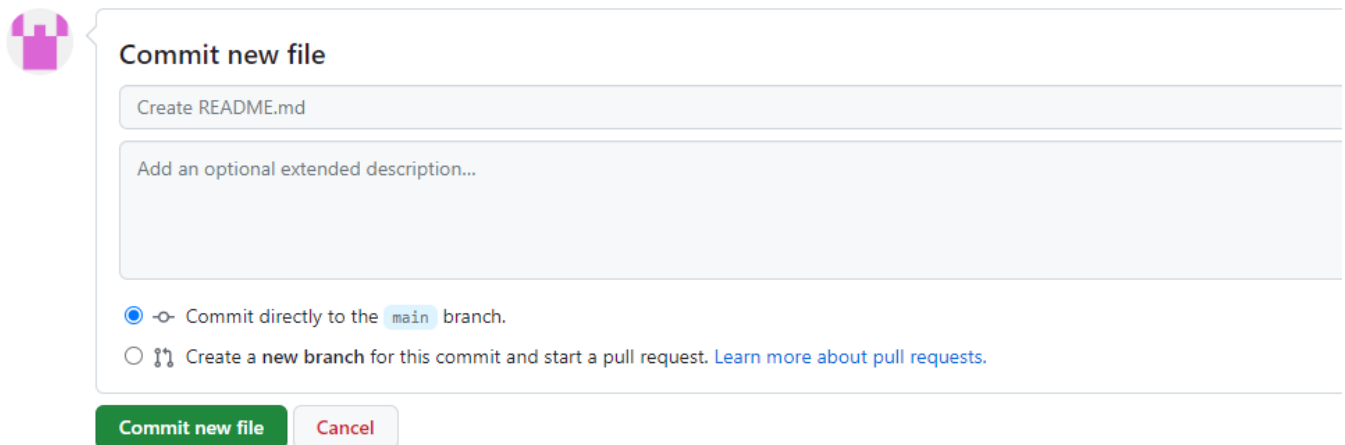 Commit new file
Create README.md
Add an optional extended description...
Commit directly to the main branch.
Create a new branch for this commit and start a pull request. Learn more about pull requests.
Commit new file Cancel